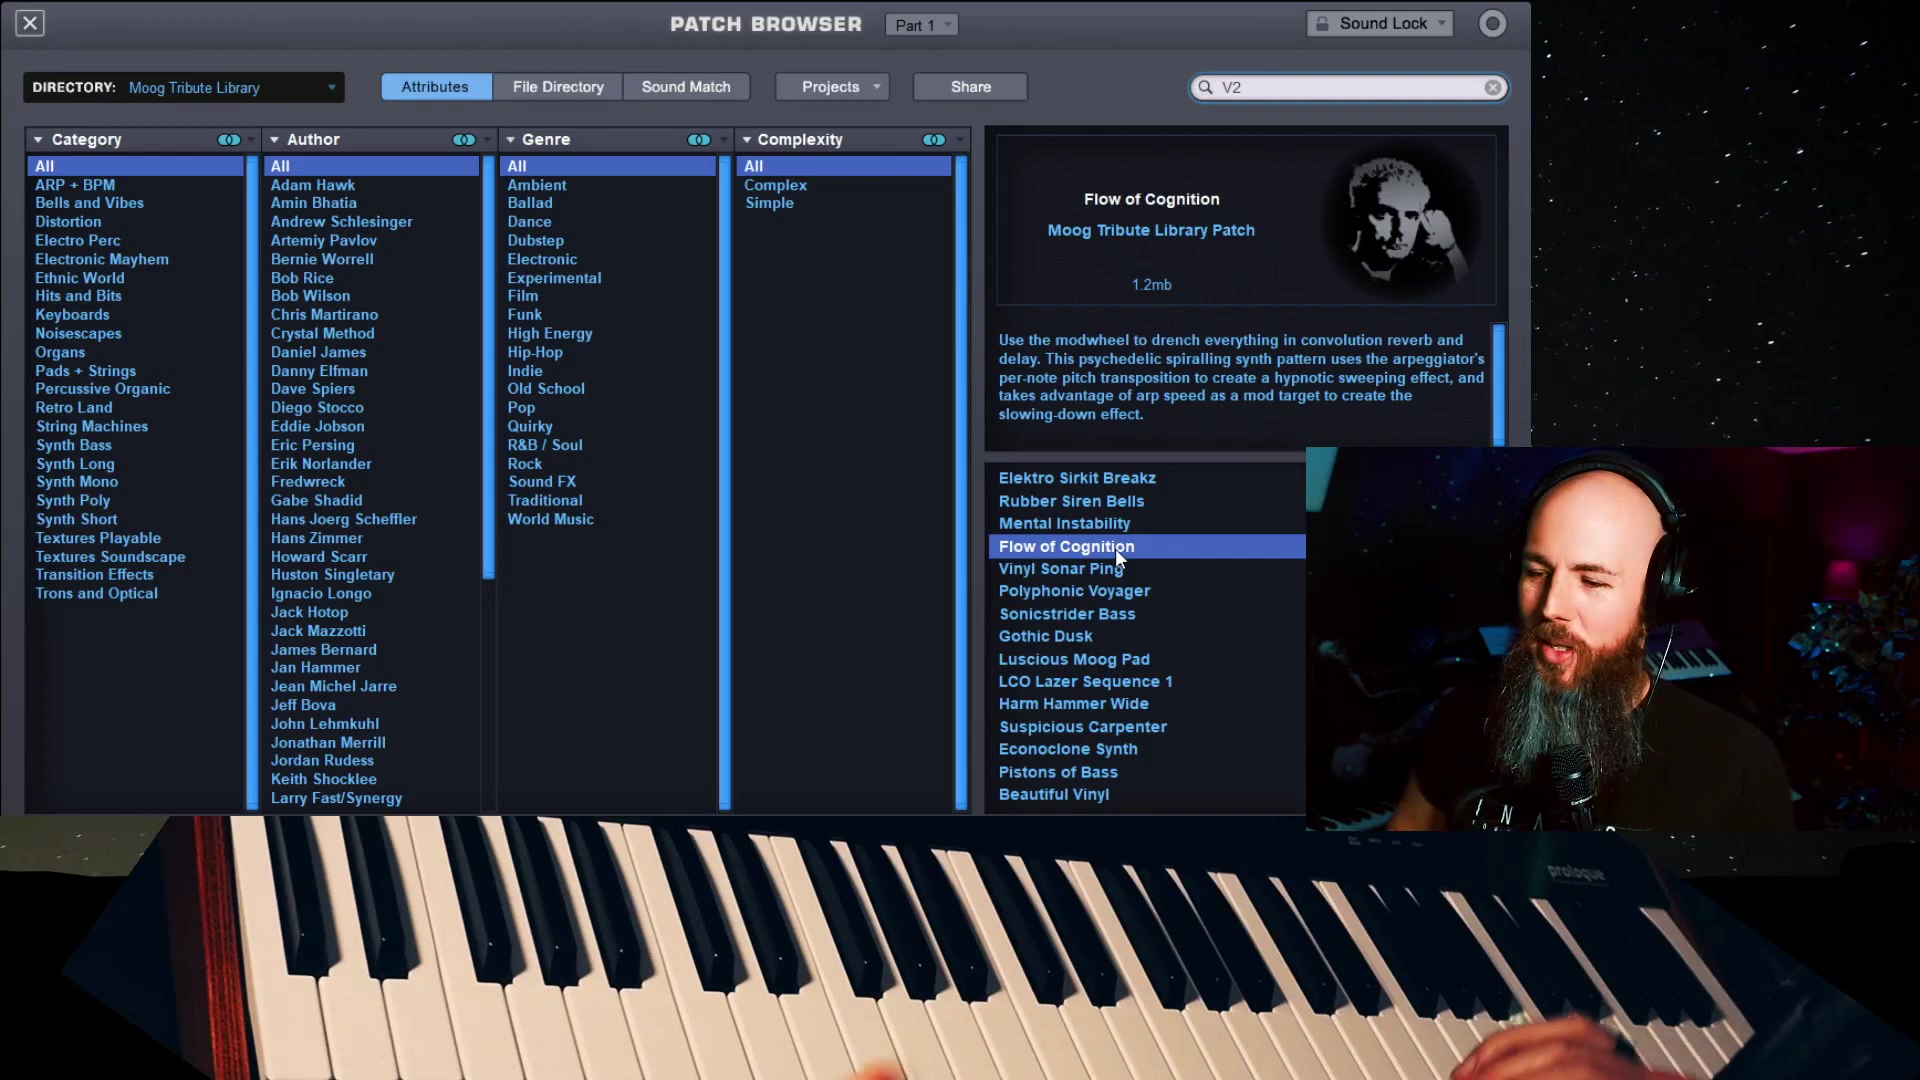 PATCH BROWSER
Part 1
Sound Lock
DIRECTORY: Moog Tribute Library
Attributes
File Directory
Sound Match
Projects
Share
V2
Category
All
ARP + BPM
Bells and Vibes
Distortion
Electro Perc
Electronic Mayhem
Ethnic World
Hits and Bits
Keyboards
Noisescapes
Organs
Pads + Strings
Percussive Organic
Retro Land
String Machines
Synth Bass
Synth Long
Synth Mono
Synth Poly
Synth Short
Textures Playable
Textures Soundscape
Transition Effects
Trons and Optical
Author
All
Adam Hawk
Amin Bhatia
Andrew Schlesinger
Artemiy Pavlov
Bernie Worrell
Bob Rice
Bob Wilson
Chris Martirano
Crystal Method
Daniel James
Danny Elfman
Dave Spiers
Diego Stocco
Eddie Jobson
Eric Persing
Erik Norlander
Fredwreck
Gabe Shadid
Hans Joerg Scheffler
Hans Zimmer
Howard Scarr
Huston Singletary
Ignacio Longo
Jack Hotop
Jack Mazzotti
James Bernard
Jan Hammer
Jean Michel Jarre
Jeff Bova
John Lehmkuhl
Jonathan Merrill
Jordan Rudess
Keith Shocklee
Larry Fast/Synergy
Genre
All
Ambient
Ballad
Dance
Dubstep
Electronic
Experimental
Film
Funk
High Energy
Hip-Hop
Indie
Old School
Pop
Quirky
R&B / Soul
Rock
Sound FX
Traditional
World Music
Complexity
All
Complex
Simple
Flow of Cognition
Moog Tribute Library Patch
1.2mb
Use the modwheel to drench everything in convolution reverb and
delay. This psychedelic spiralling synth pattern uses the arpeggiator's
per-note pitch transposition to create a hypnotic sweeping effect, and
takes advantage of arp speed as a mod target to create the
slowing-down effect.
Elektro Sirkit Breakz
Rubber Siren Bells
Mental Instability
Flow of Cognition
Vinyl Sonar Ping
Polyphonic Voyager
Sonicstrider Bass
Gothic Dusk
Luscious Moog Pad
LCO Lazer Sequence 1
Harm Hammer Wide
Suspicious Carpenter
Econoclone Synth
Pistons of Bass
Beautiful Vinyl
prologue